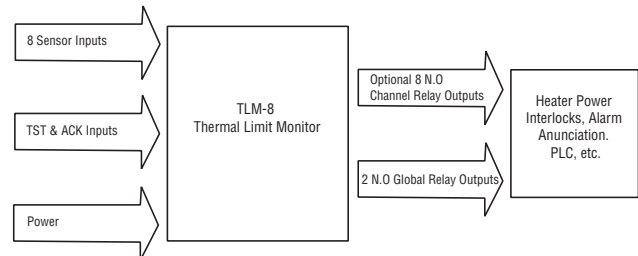 8 Sensor Inputs
TST & ACK Inputs
Power
TLM-8
Thermal Limit Monitor
Optional 8 N.O
Channel Relay Outputs
2 N.O Global Relay Outputs
Heater Power
Interlocks, Alarm
Anunciation.
PLC, etc.